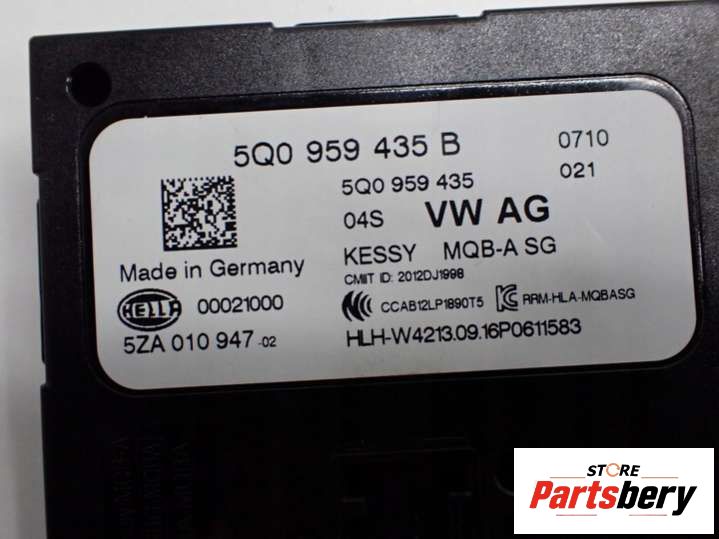 5Q0 959 435 B
0710
5Q0 959 435
021
04S VW AG
KESSY MQB-A SG
Made in Germany
CMIIT ID: 2012DJ1998
HELLA 00021000
CCAB12LP1890T5
RRM-HLA-MQBASG
5ZA 010 947 -02
HLH-W4213.09.16P0611583
STORE
Partsbery